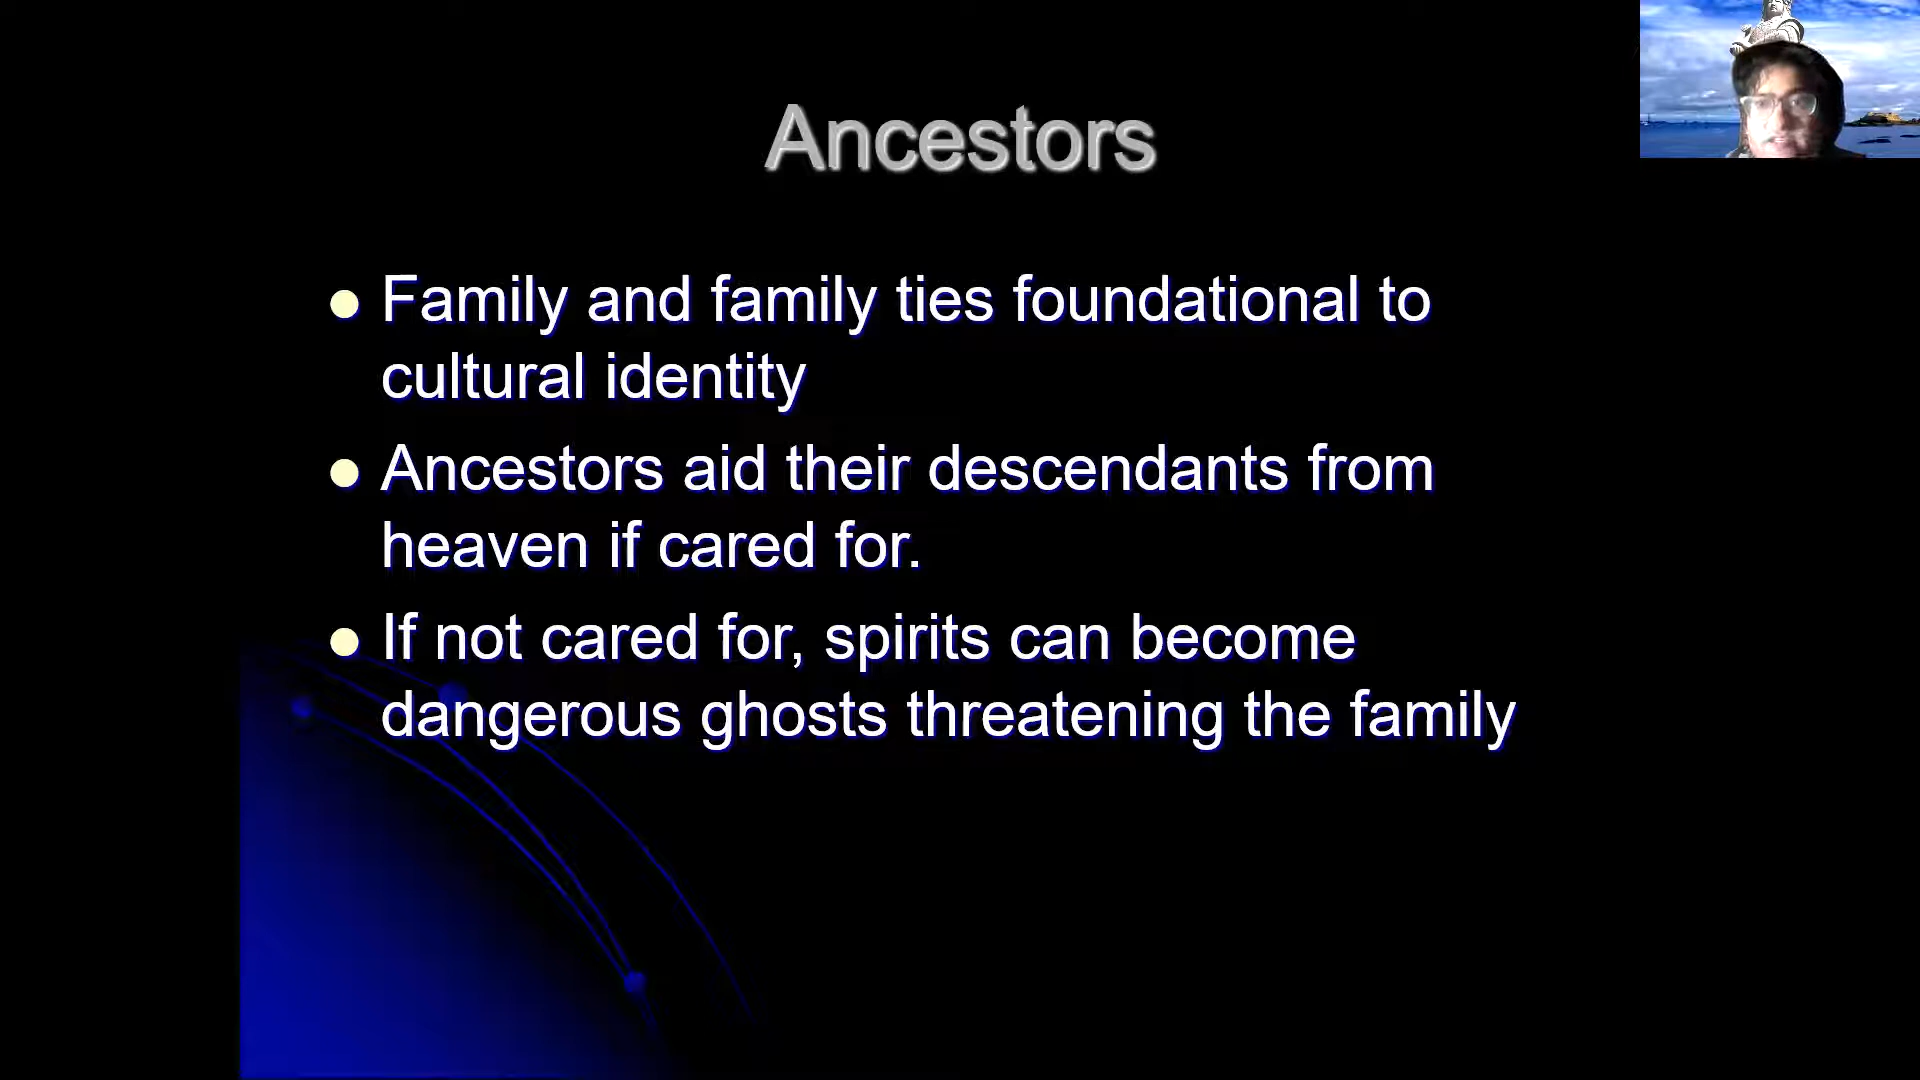 Ancestors
Family and family ties foundational to
cultural identity
Ancestors aid their descendants from
heaven if cared for.
If not cared for, spirits can become
dangerous ghosts threatening the family